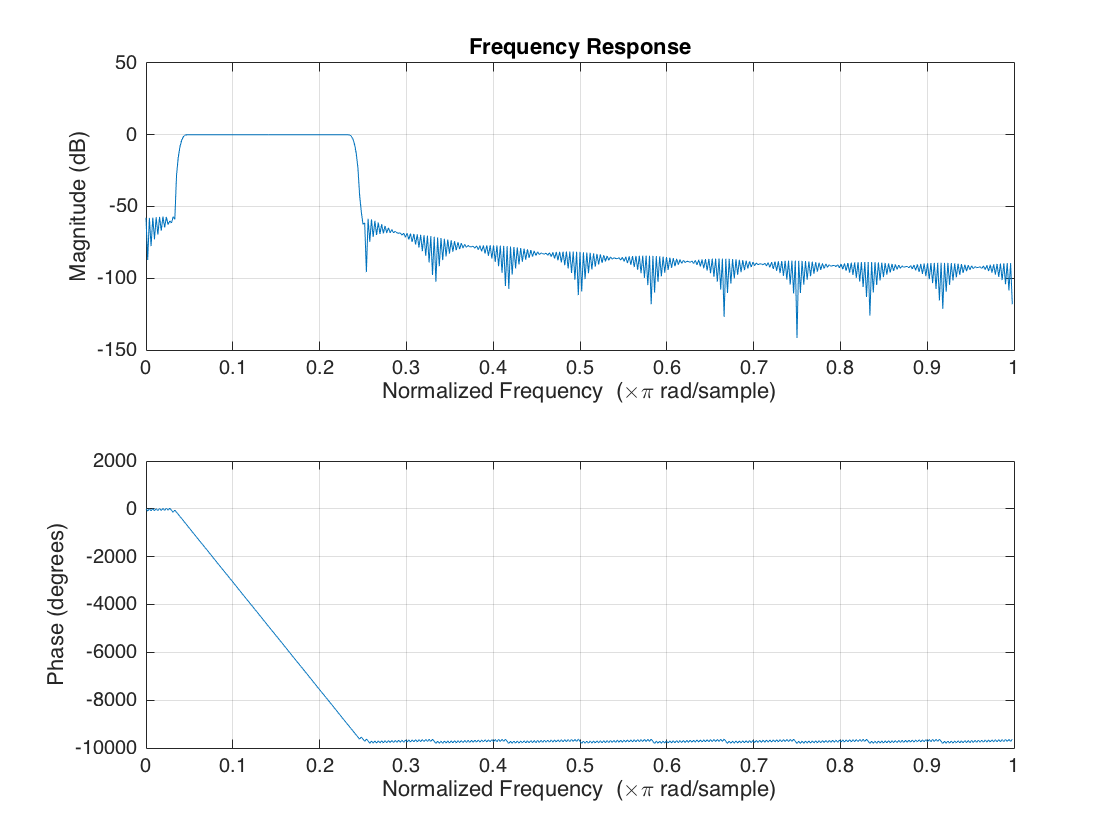 Frequency Response
50
0
-50
-100
-150
Magnitude (dB)
0 0.1 0.2 0.3 0.4 0.5 0.6 0.7 0.8 0.9 1
Normalized Frequency (×π rad/sample)
2000
0
-2000
-4000
-6000
-8000
-10000
Phase (degrees)
0 0.1 0.2 0.3 0.4 0.5 0.6 0.7 0.8 0.9 1
Normalized Frequency (×π rad/sample)